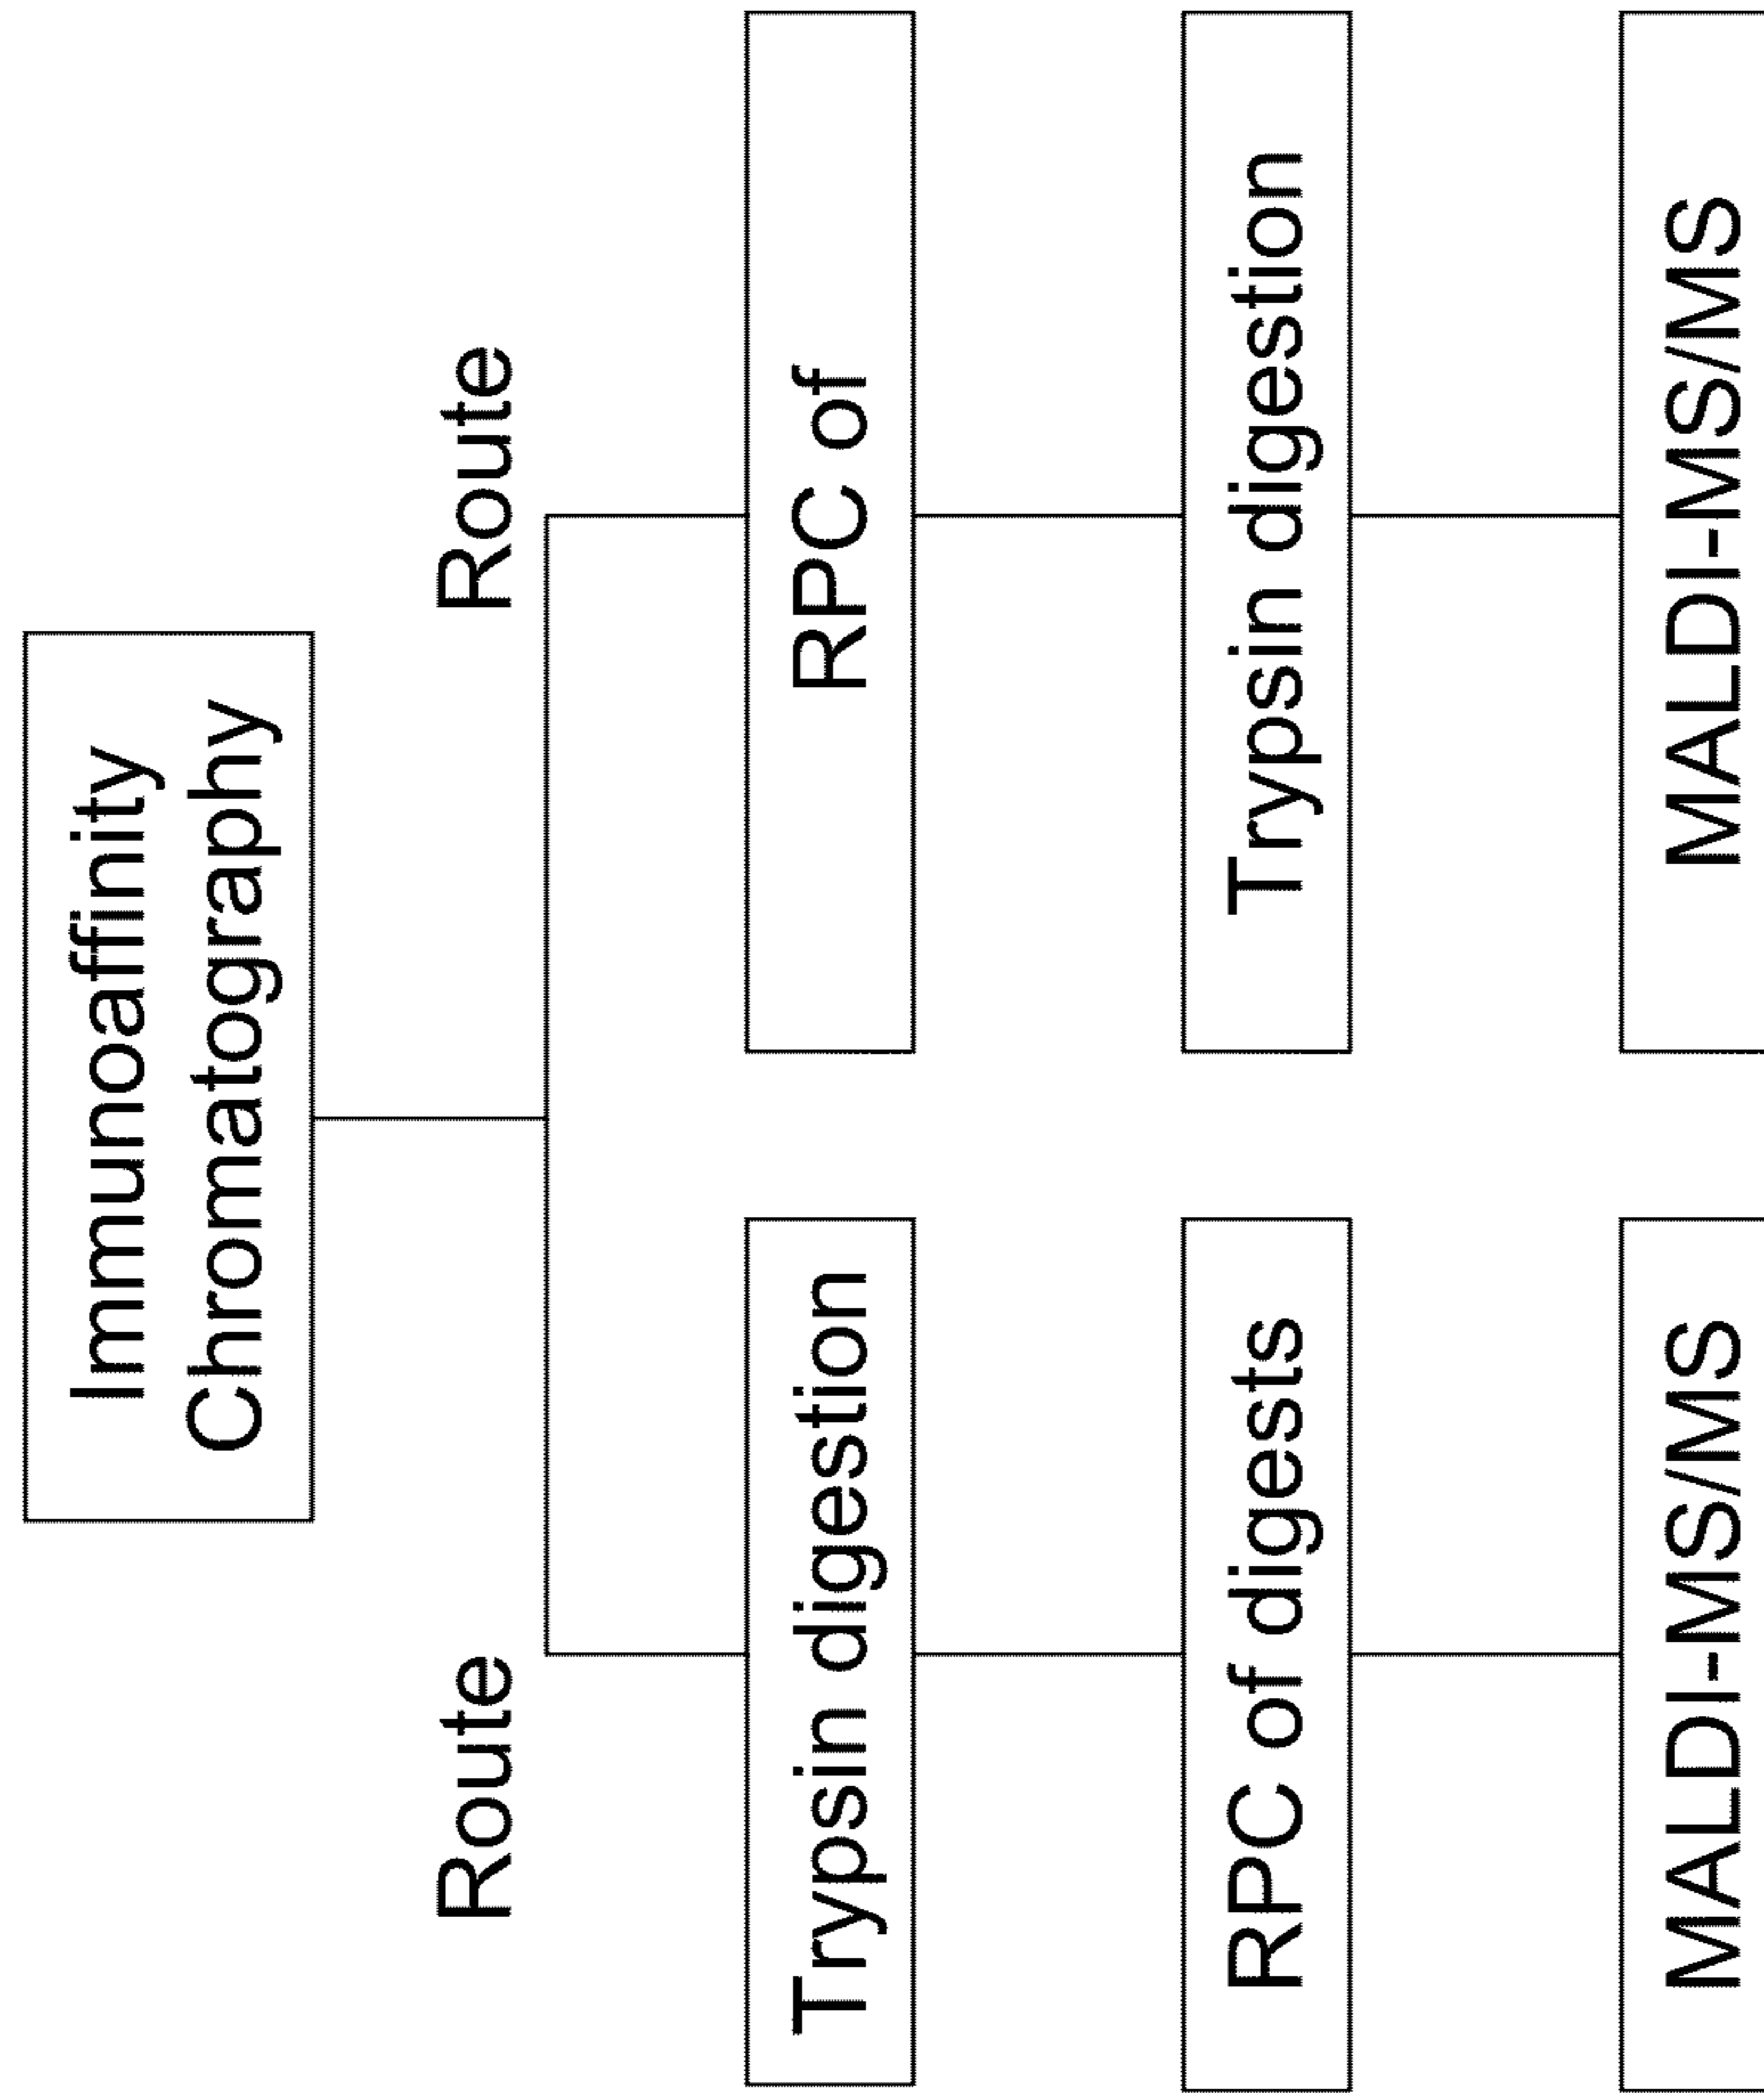 Immunoaffinity
Chromatography
Route
Route
Trypsin digestion
RPC of
RPC of digests
Trypsin digestion
MALDI-MS/MS
MALDI-MS/MS